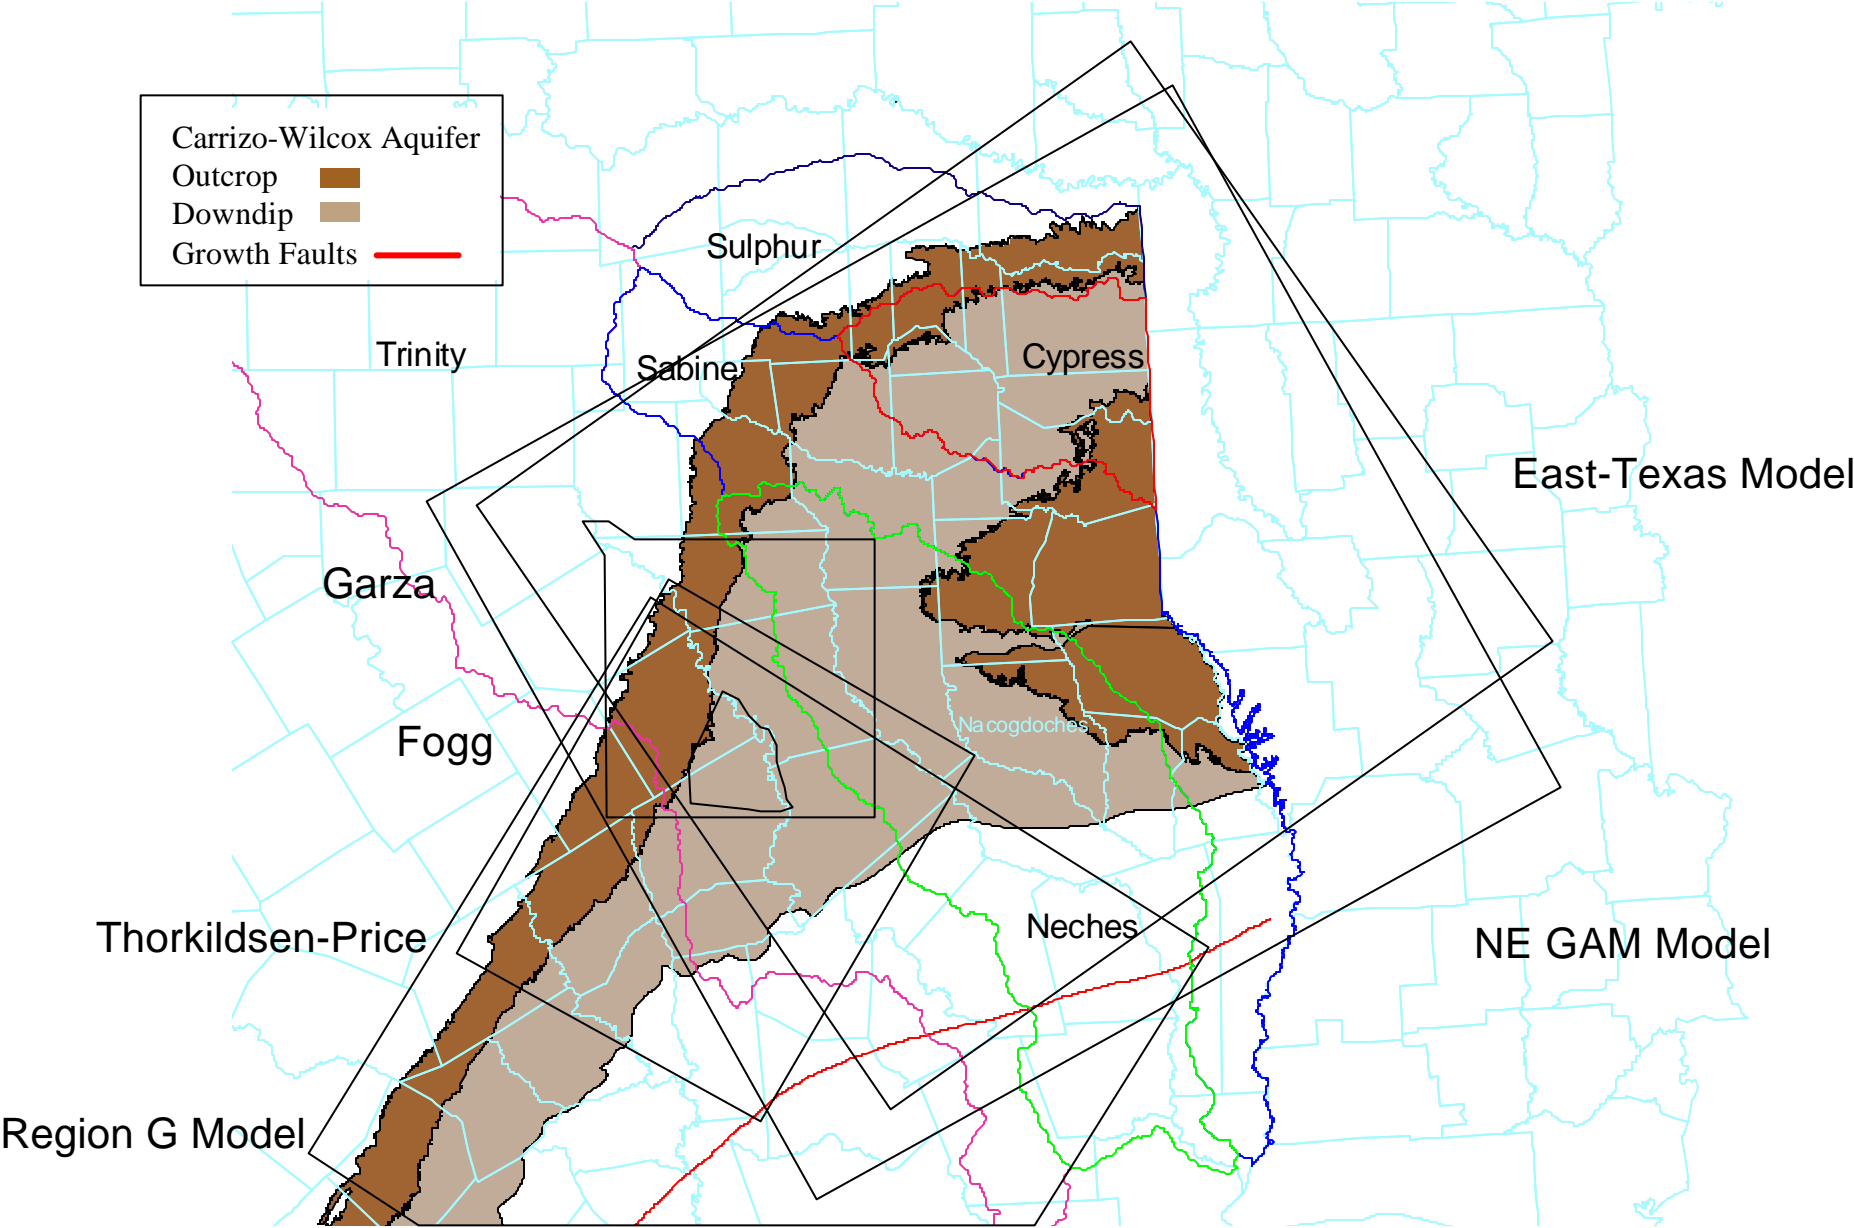 Carrizo-Wilcox Aquifer
Outcrop
Downdip
Growth Faults
Sulphur
Trinity
Sabine
Cypress
East-Texas Model
Garza
Nacogdoches
Fogg
Neches
Thorkildsen-Price
NE GAM Model
Region G Model